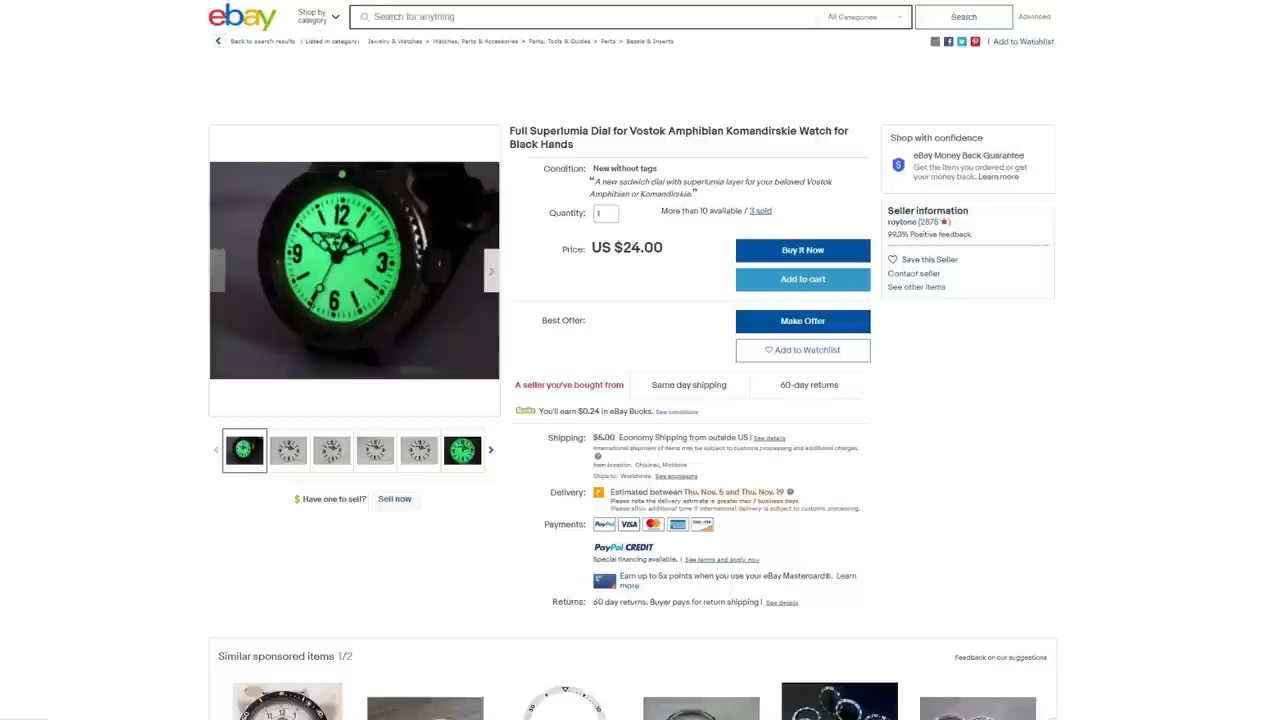 ebay
Shop by
category
Search for anything
All Categories
Search
Advanced
Back to search results | Listed in category: Jewelry & Watches > Watches, Parts & Accessories > Parts, Tools & Guides > Parts > Bezels & Inserts
| Add to Watchlist
Full Superlumia Dial for Vostok Amphibian Komandirskie Watch for
Black Hands
Condition: New without tags
“A new sadwich dial with superlumia layer for your beloved Vostok
Amphibian or Komandirskie.”
Quantity: 1 More than 10 available / 3 sold
Price: US $24.00
Buy It Now
Add to cart
Best Offer:
Make Offer
Add to Watchlist
A seller you've bought from
Same day shipping
60-day returns
Bucks You'll earn $0.24 in eBay Bucks. See conditions
Shipping: $5.00 Economy Shipping from outside US | See details
International shipment of items may be subject to customs processing and additional charges.
Item location: Chisinau, Moldova
Ships to: Worldwide See exclusions
Delivery: Estimated between Thu. Nov. 5 and Thu. Nov. 19
Please note the delivery estimate is greater than 7 business days.
Please allow additional time if international delivery is subject to customs processing.
Payments: PayPal VISA
PayPal CREDIT
Special financing available. | See terms and apply now
Earn up to 5x points when you use your eBay Mastercard®. Learn
more
Returns: 60 day returns. Buyer pays for return shipping | See details
Shop with confidence
eBay Money Back Guarantee
Get the item you ordered or get
your money back. Learn more
Seller information
roytone (2875 ★)
99.3% Positive feedback
Save this Seller
Contact seller
See other items
12
9 3
6
$ Have one to sell? Sell now
Similar sponsored items 1/2
Feedback on our suggestions